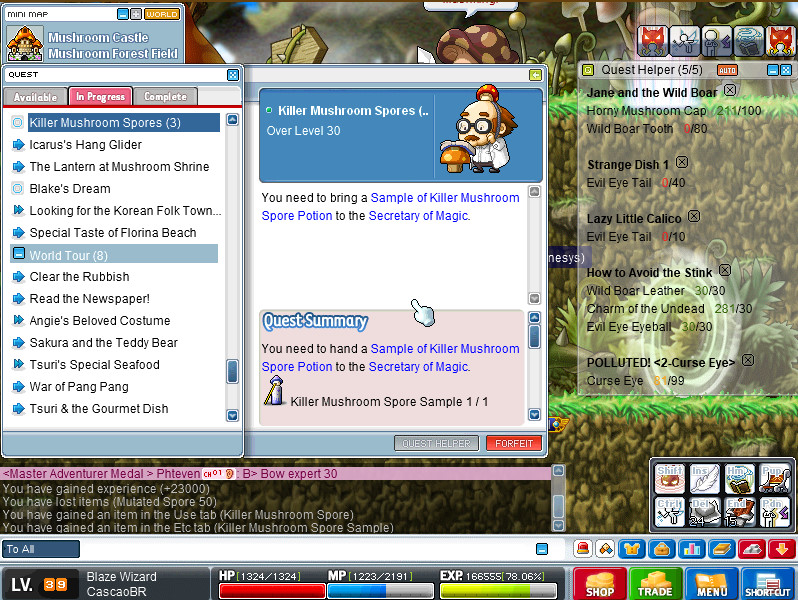 MINI MAP
WORLD
Mushroom Castle
Mushroom Forest Field
QUEST
Available
In Progress
Complete
Killer Mushroom Spores (3)
Icarus's Hang Glider
The Lantern at Mushroom Shrine
Blake's Dream
Looking for the Korean Folk Town...
Special Taste of Florina Beach
World Tour (8)
Clear the Rubbish
Read the Newspaper!
Angie's Beloved Costume
Sakura and the Teddy Bear
Tsuri's Special Seafood
War of Pang Pang
Tsuri & the Gourmet Dish
Killer Mushroom Spores (..
Over Level 30
You need to bring a Sample of Killer Mushroom
Spore Potion to the Secretary of Magic.
Quest Summary
You need to hand a Sample of Killer Mushroom
Spore Potion to the Secretary of Magic.
Killer Mushroom Spore Sample 1 / 1
QUEST HELPER
FORFEIT
Quest Helper (5/5)
AUTO
Jane and the Wild Boar
Horny Mushroom Cap 211/100
Wild Boar Tooth 0/80
Strange Dish 1
Evil Eye Tail 0/40
Lazy Little Calico
Evil Eye Tail 0/10
How to Avoid the Stink
Wild Boar Leather 30/30
Charm of the Undead 281/30
Evil Eye Eyeball 30/30
POLLUTED! <2-Curse Eye>
Curse Eye 81/99
nesys)
<Master Adventurer Medal > Phteven CH 01 : B> Bow expert 30
You have gained experience (+23000)
You have lost items (Mutated Spore 50)
You have gained an item in the Use tab (Killer Mushroom Spore)
You have gained an item in the Etc tab (Killer Mushroom Spore Sample)
Shift
Ins
Hm
Pup
Ctrl
Del
End
Pdn
24
15
To All
LV. 39
Blaze Wizard
CascaoBR
HP [1324/1324]
MP [1223/2191]
EXP. 166555 [78.06%]
SHOP
TRADE
MENU
SHORTCUT